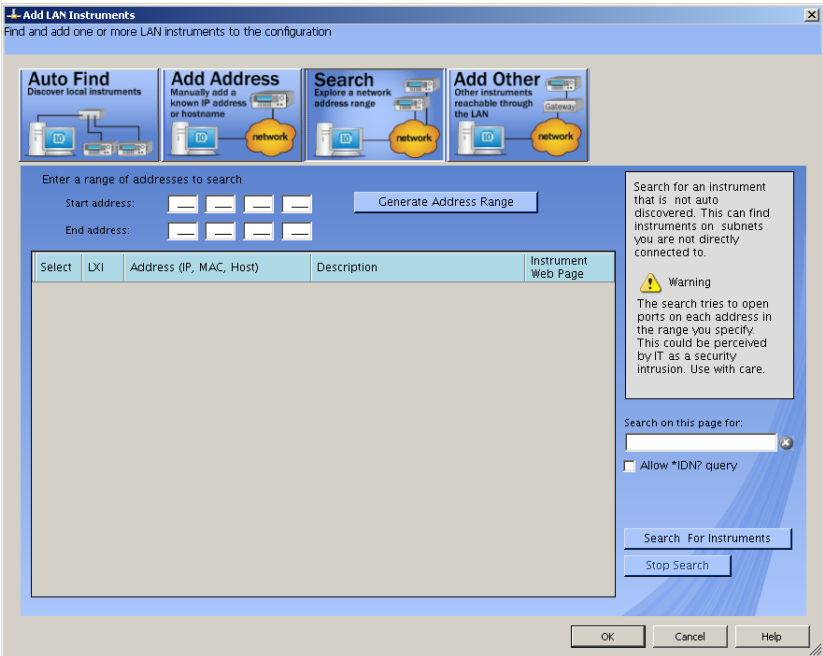 Add LAN Instruments
Find and add one or more LAN instruments to the configuration
Auto Find
Discover local instruments
IO
Add Address
Manually add a
known IP address
or hostname
IO
network
Search
Explore a network
address range
IO
network
Add Other
Other instruments
reachable through
the LAN
Gateway
IO
network
Enter a range of addresses to search
Start address:
Generate Address Range
End address:
Select LXI Address (IP, MAC, Host) Description Instrument
Web Page
Search for an instrument
that is not auto
discovered. This can find
instruments on subnets
you are not directly
connected to.
Warning
The search tries to open
ports on each address in
the range you specify.
This could be perceived
by IT as a security
intrusion. Use with care.
Search on this page for:
Allow *IDN? query
Search For Instruments
Stop Search
OK Cancel Help